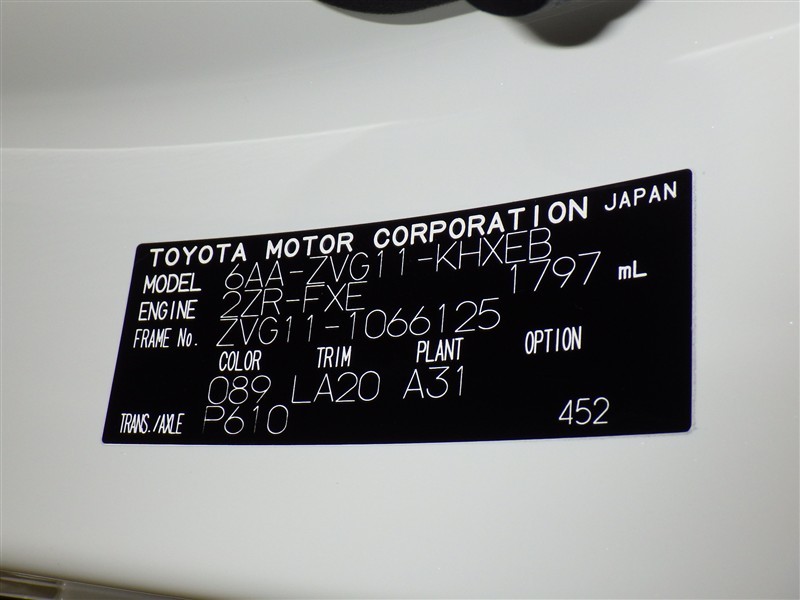 TOYOTA MOTOR CORPORATION JAPAN
MODEL 6AA-ZVG11-KHXEB
ENGINE 2ZR-FXE 1797 mL
FRAME No. ZVG11-1066125
COLOR TRIM PLANT OPTION
089 LA20 A31
TRANS./AXLE P610 452